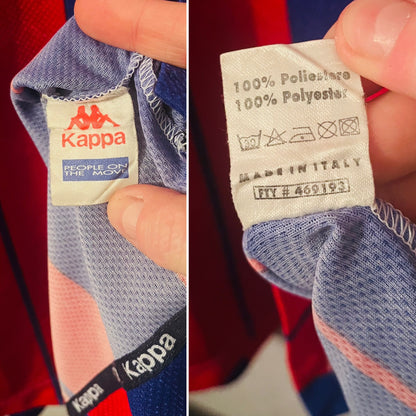 Kappa
PEOPLE ON
THE MOVE
Kappa
Kappa
100% Poliestere
100% Polyester
MADE IN ITALY
FTY # 469193